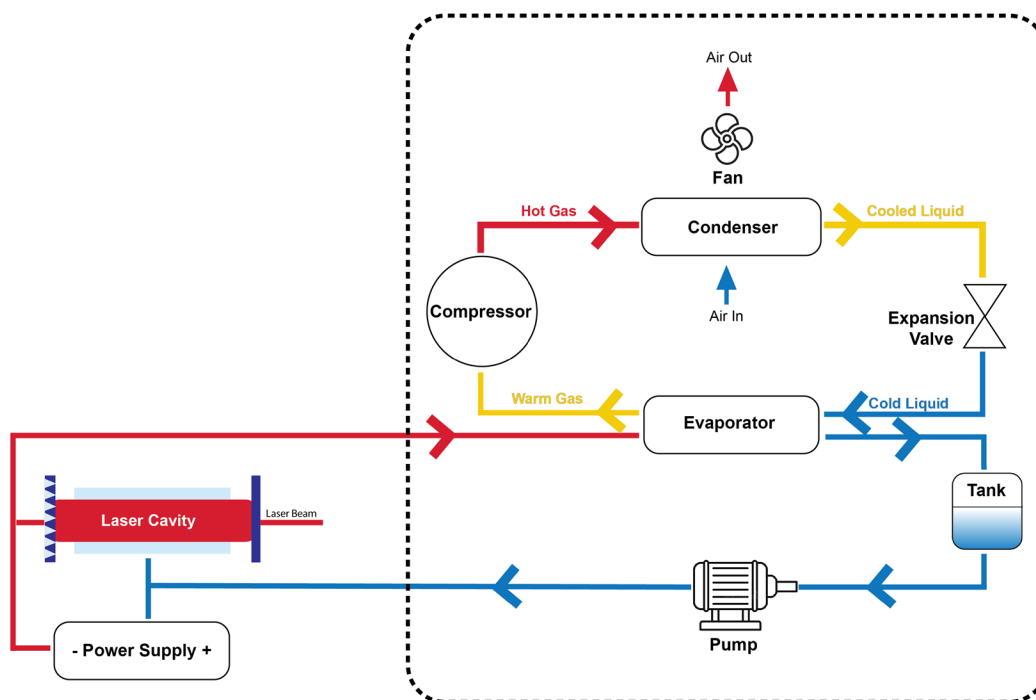 Air Out
Fan
Hot Gas
Condenser
Cooled Liquid
Compressor
Air In
Expansion
Valve
Warm Gas
Evaporator
Cold Liquid
Tank
Laser Cavity
Laser Beam
Pump
- Power Supply +